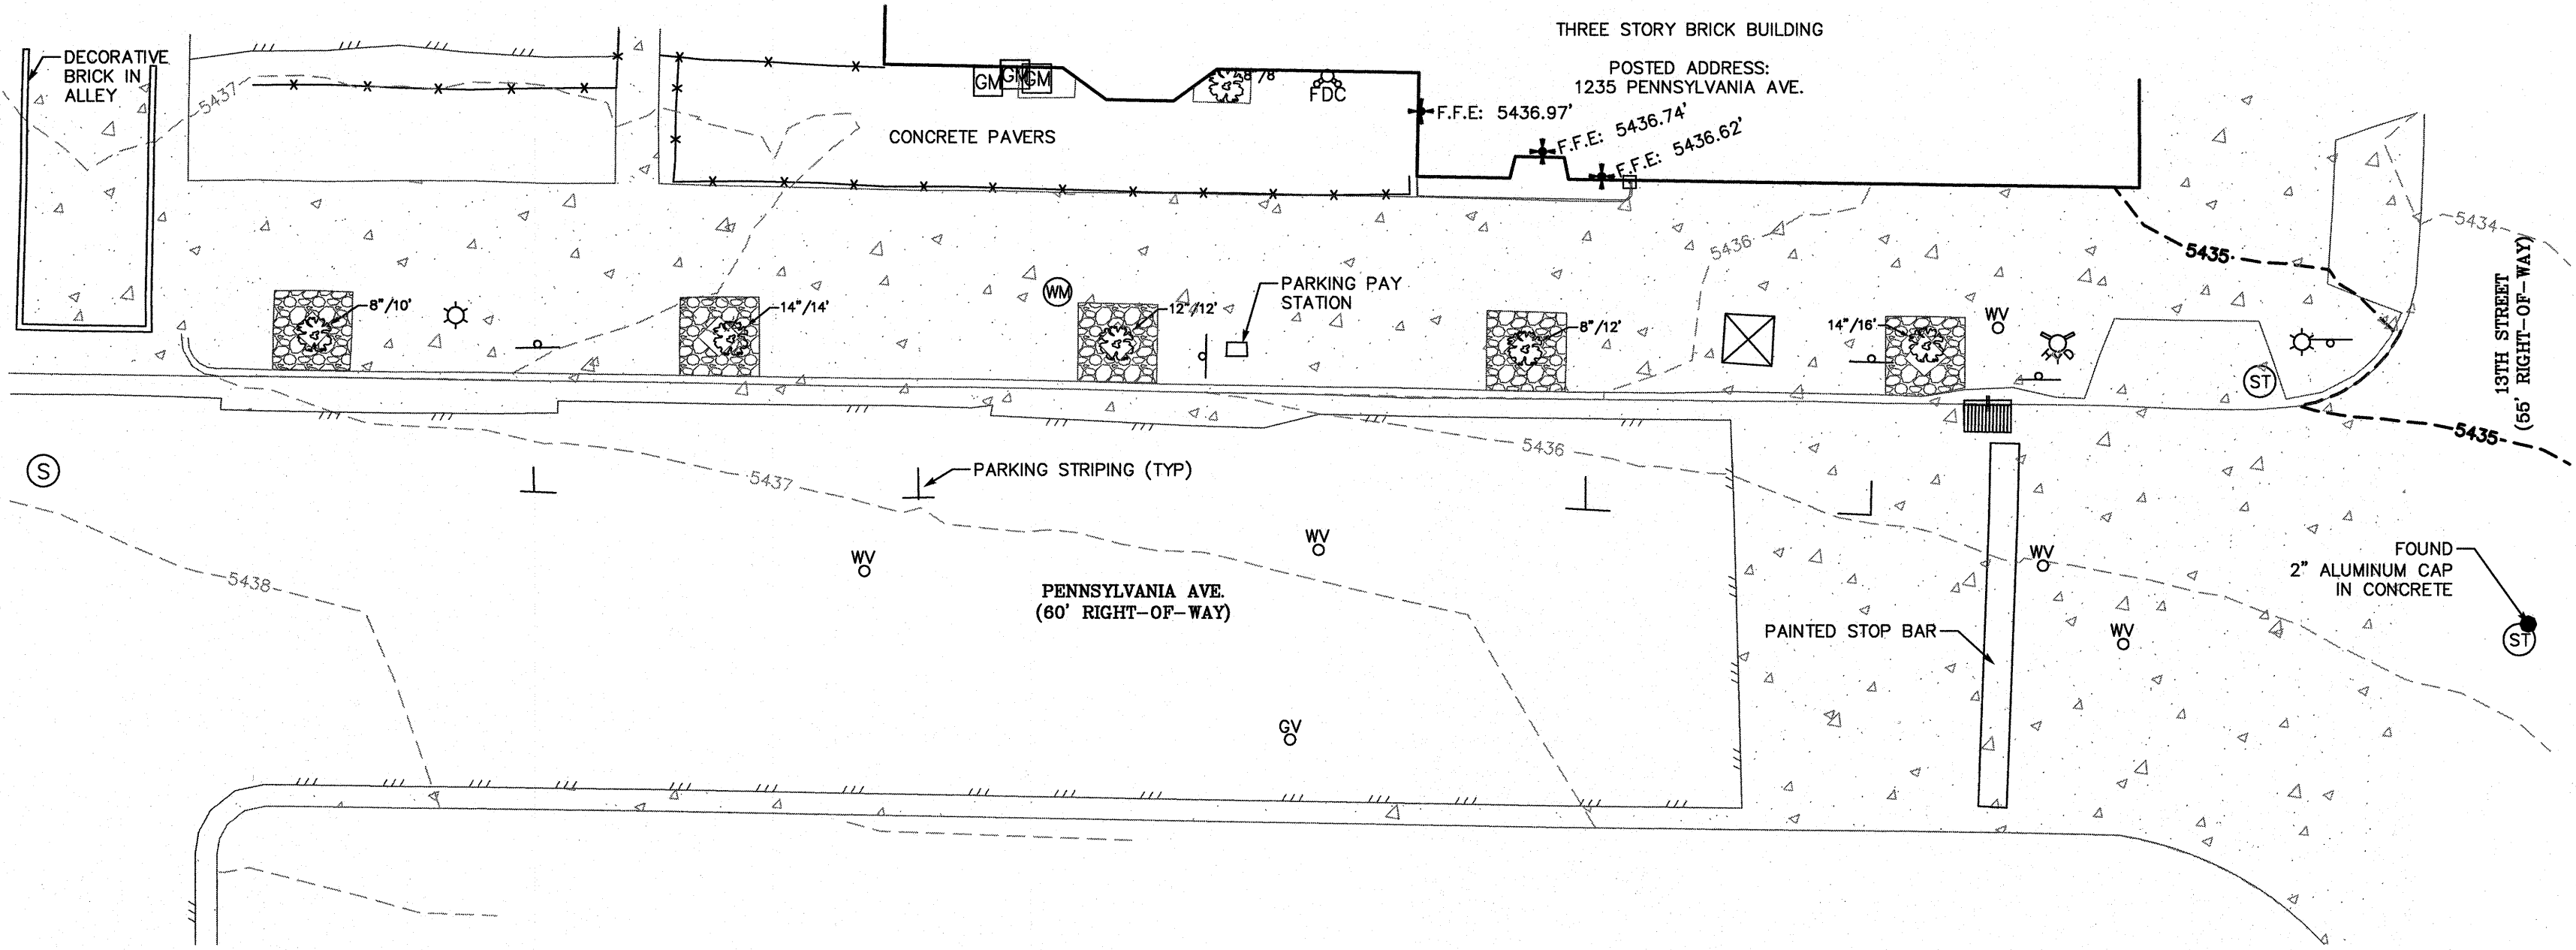 THREE STORY BRICK BUILDING
POSTED ADDRESS:
1235 PENNSYLVANIA AVE.
DECORATIVE
BRICK IN
ALLEY
5437
GM
GM
GM
8"/8'
FDC
F.F.E: 5436.97'
F.F.E: 5436.74'
F.F.E: 5436.62'
CONCRETE PAVERS
5434
5436
5435
13TH STREET
(55' RIGHT-OF-WAY)
WM
PARKING PAY
STATION
8"/10'
14"/14'
12"/12'
8"/12'
14"/16'
WV
ST
5435
5436
S
5437
PARKING STRIPING (TYP)
WV
WV
WV
FOUND
2" ALUMINUM CAP
IN CONCRETE
5438
PENNSYLVANIA AVE.
(60' RIGHT-OF-WAY)
PAINTED STOP BAR
WV
ST
GV